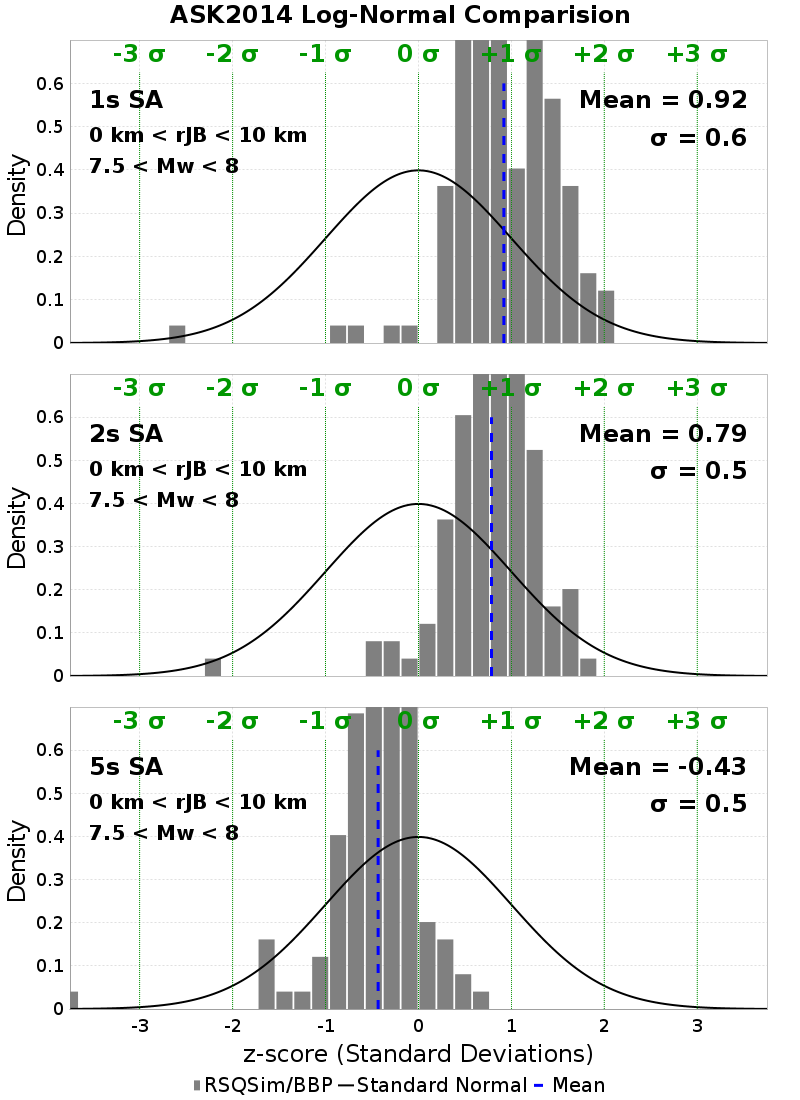 ASK2014 Log-Normal Comparision
-3 σ -2 σ -1 σ 0 σ +1 σ +2 σ +3 σ
0.6
0.5
0.4
0.3
0.2
0.1
0
Density
1s SA
0 km < rJB < 10 km
7.5 < Mw < 8
Mean = 0.92
σ = 0.6
-3 σ -2 σ -1 σ 0 σ +1 σ +2 σ +3 σ
0.6
0.5
0.4
0.3
0.2
0.1
0
Density
2s SA
0 km < rJB < 10 km
7.5 < Mw < 8
Mean = 0.79
σ = 0.5
-3 σ -2 σ -1 σ 0 σ +1 σ +2 σ +3 σ
0.6
0.5
0.4
0.3
0.2
0.1
0
Density
5s SA
0 km < rJB < 10 km
7.5 < Mw < 8
Mean = -0.43
σ = 0.5
-3 -2 -1 0 1 2 3
z-score (Standard Deviations)
RSQSim/BBP Standard Normal Mean